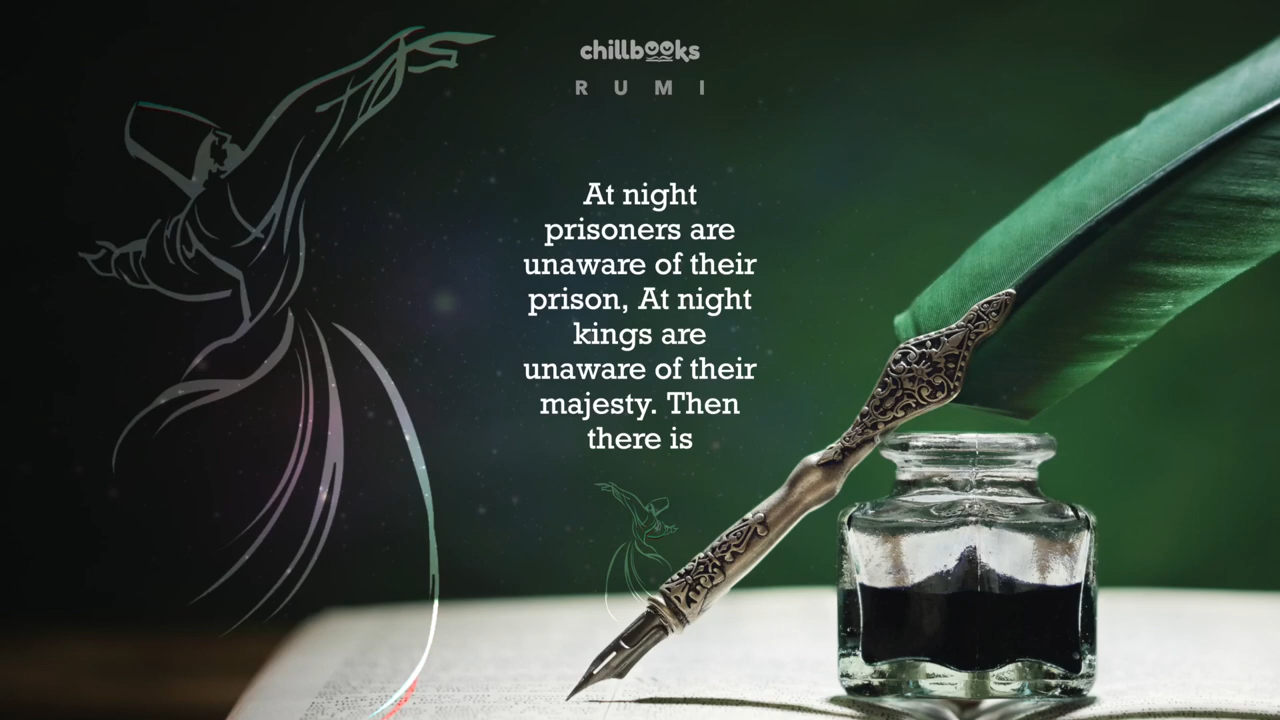 chillbooks
RUMI
At night
prisoners are
unaware of their
prison, At night
kings are
unaware of their
majesty. Then
there is